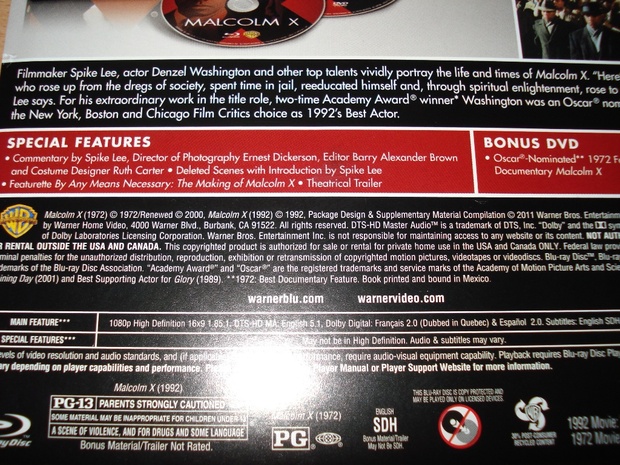 MALCOLM X
Filmmaker Spike Lee, actor Denzel Washington and other top talents vividly portray the life and times of Malcolm X. "Here
who rose up from the dregs of society, spent time in jail, reeducated himself and, through spiritual enlightenment, rose to
Lee says. For his extraordinary work in the title role, two-time Academy Award® winner* Washington was an Oscar® nom
the New York, Boston and Chicago Film Critics choice as 1992's Best Actor.
SPECIAL FEATURES
• Commentary by Spike Lee, Director of Photography Ernest Dickerson, Editor Barry Alexander Brown
and Costume Designer Ruth Carter • Deleted Scenes with Introduction by Spike Lee
• Featurette By Any Means Necessary: The Making of Malcolm X • Theatrical Trailer
BONUS DVD
• Oscar®-Nominated** 1972 F
Documentary Malcolm X
WB
Malcolm X (1972) © 1972/Renewed © 2000, Malcolm X (1992) © 1992, Package Design & Supplementary Material Compilation © 2011 Warner Bros. Entertainm
by Warner Home Video, 4000 Warner Blvd., Burbank, CA 91522. All rights reserved. DTS-HD Master Audio™ is a trademark of DTS, Inc. "Dolby" and the DD sy
of Dolby Laboratories Licensing Corporation. Warner Bros. Entertainment Inc. is not responsible for maintaining access to any website or its content. NOT AUT
R RENTAL OUTSIDE THE USA AND CANADA. This copyrighted product is authorized for sale or rental for private home use in the USA and Canada ONLY. Federal law prov
minal penalties for the unauthorized distribution, reproduction, exhibition or retransmission of copyrighted motion pictures, videotapes or videodiscs. Blu-ray Disc™, Blu-ra
demarks of the Blu-ray Disc Association. "Academy Award®" and "Oscar®" are the registered trademarks and service marks of the Academy of Motion Picture Arts and Scie
ining Day (2001) and Best Supporting Actor for Glory (1989). **1972: Best Documentary Feature. Book printed and bound in Mexico.
warnerblu.com warnervideo.com
MAIN FEATURE*** 1080p High Definition 16x9 1.85:1, DTS-HD MA: English 5.1, Dolby Digital: Français 2.0 (Dubbed in Quebec) & Español 2.0. Subtitles: English SDH
SPECIAL FEATURES*** May not be in High Definition. Audio & subtitles may vary.
evels of video resolution and audio standards, and (if applicable) require audio-visual equipment capability. Playback requires Blu-ray Disc Play
ary depending on player capabilities and performance. Player Manual or Player Support Website for more information.
Malcolm X (1992)
PG-13 PARENTS STRONGLY CAUTIONED
SOME MATERIAL MAY BE INAPPROPRIATE FOR CHILDREN UNDER 13
A SCENE OF VIOLENCE, AND FOR DRUGS AND SOME LANGUAGE
Bonus Material/Trailer Not Rated.
Malcolm X (1972)
PG
ENGLISH
SDH
Bonus Material/Trailer
May Not Be SDH.
THIS BLU-RAY DISC IS COPY PROTECTED AND
MAY BE PLAYED ONLY ON LICENSED DEVICES.
30% POST-CONSUMER
RECYCLED CONTENT
1992 Movie:
1972 Movie:
ray Disc